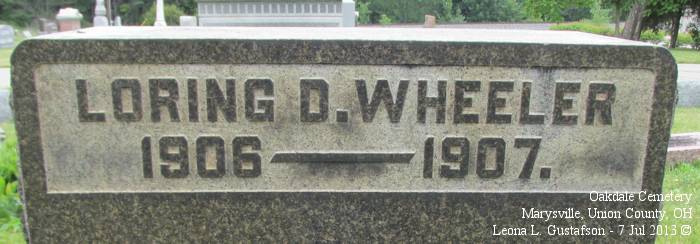 LORING D. WHEELER
1906 — 1907.
Oakdale Cemetery
Marysville, Union County, OH
Leona L. Gustafson - 7 Jul 2013 ©